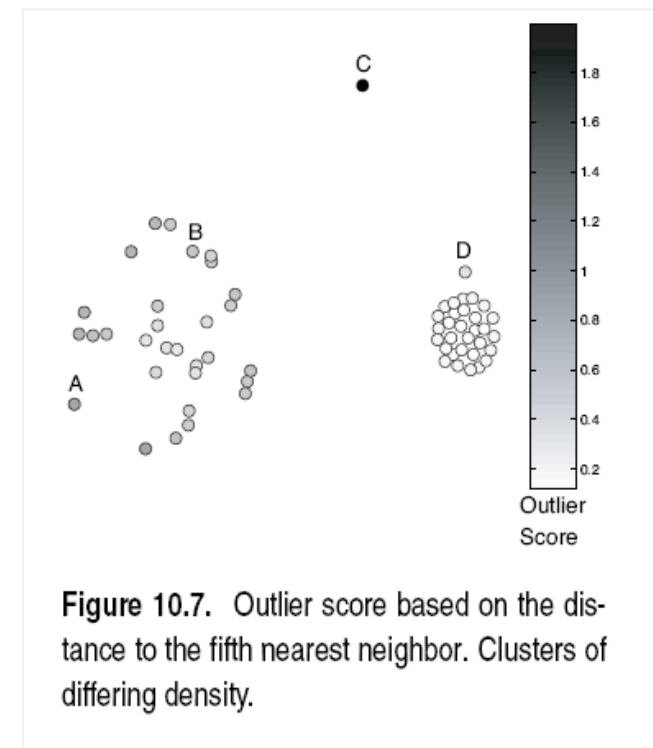 C
1.8
1.6
1.4
1.2
B
D
1
0.8
A
0.6
0.4
0.2
Outlier
Score
Figure 10.7. Outlier score based on the dis-
tance to the fifth nearest neighbor. Clusters of
differing density.